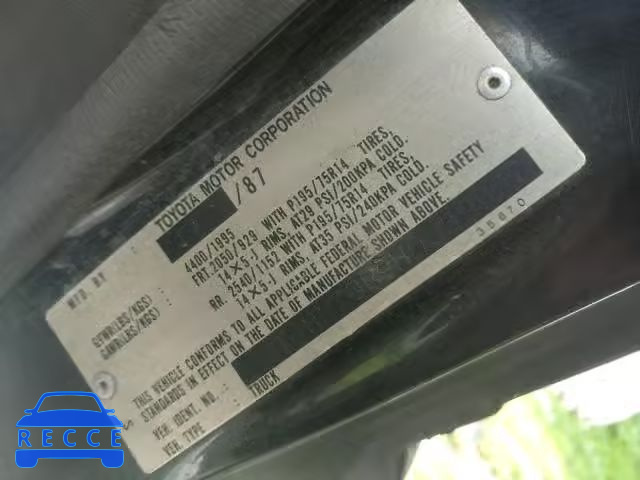 MFD. BY TOYOTA MOTOR CORPORATION
/87
GVWR(LBS/KGS): 4400/1995
GAWR(LBS/KGS): FRT. 2050/929 WITH P195/75R14 TIRES,
14×5-J RIMS, AT29 PSI/200KPA COLD.
RR. 2540/1152 WITH P195/75R14 TIRES,
14×5-J RIMS, AT35 PSI/240KPA COLD.
THIS VEHICLE CONFORMS TO ALL APPLICABLE FEDERAL MOTOR VEHICLE SAFETY
STANDARDS IN EFFECT ON THE DATE OF MANUFACTURE SHOWN ABOVE.
VEH. IDENT. NO.
VEH. TYPE TRUCK
35670
RECCE